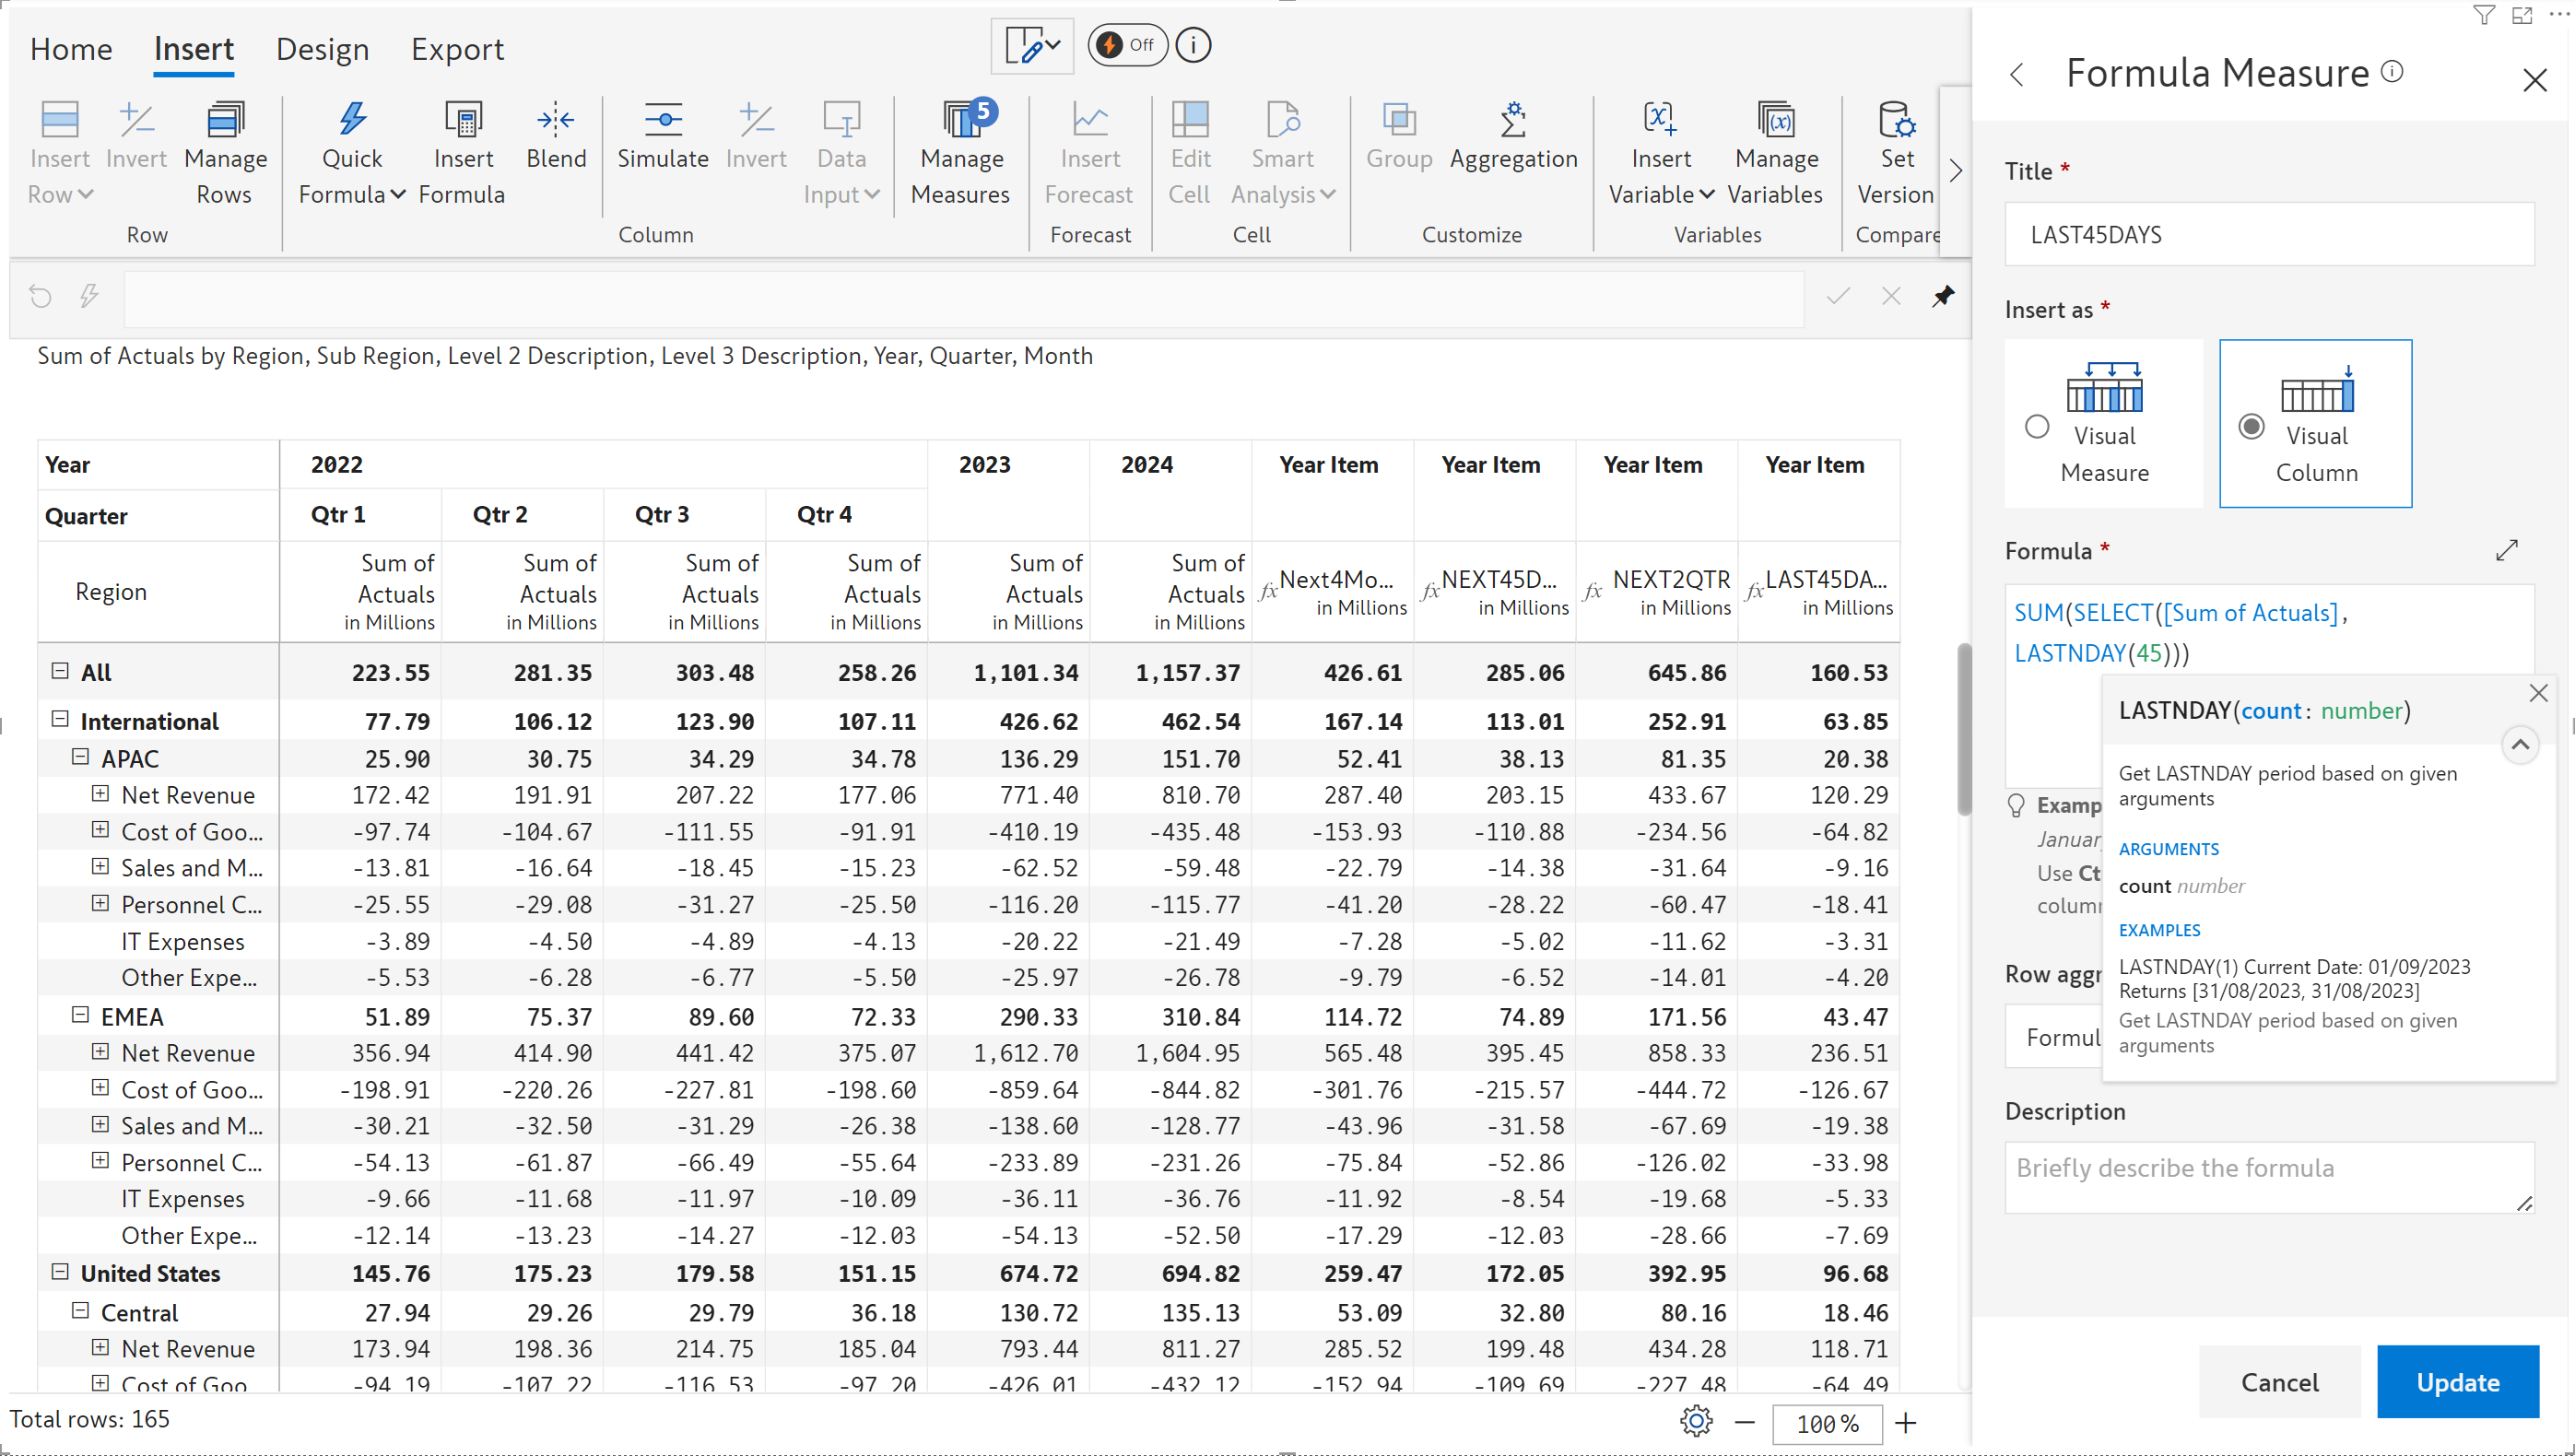 Home Insert Design Export Off
Insert Row Invert Manage Rows Quick Formula Insert Formula Blend Simulate Invert Data Input Manage Measures 5 Insert Forecast Edit Cell Smart Analysis Group Aggregation Insert Variable Manage Variables Set Version
Row Column Forecast Cell Customize Variables Compare
Sum of Actuals by Region, Sub Region, Level 2 Description, Level 3 Description, Year, Quarter, Month
Year 2022 2023 2024 Year Item Year Item Year Item Year Item
Quarter Qtr 1 Qtr 2 Qtr 3 Qtr 4
Region Sum of Actuals in Millions Sum of Actuals in Millions Sum of Actuals in Millions Sum of Actuals in Millions Sum of Actuals in Millions Sum of Actuals in Millions fx Next4Mo... in Millions fx NEXT45D... in Millions fx NEXT2QTR in Millions fx LAST45DA... in Millions
All 223.55 281.35 303.48 258.26 1,101.34 1,157.37 426.61 285.06 645.86 160.53
International 77.79 106.12 123.90 107.11 426.62 462.54 167.14 113.01 252.91 63.85
APAC 25.90 30.75 34.29 34.78 136.29 151.70 52.41 38.13 81.35 20.38
Net Revenue 172.42 191.91 207.22 177.06 771.40 810.70 287.40 203.15 433.67 120.29
Cost of Goo... -97.74 -104.67 -111.55 -91.91 -410.19 -435.48 -153.93 -110.88 -234.56 -64.82
Sales and M... -13.81 -16.64 -18.45 -15.23 -62.52 -59.48 -22.79 -14.38 -31.64 -9.16
Personnel C... -25.55 -29.08 -31.27 -25.50 -116.20 -115.77 -41.20 -28.22 -60.47 -18.41
IT Expenses -3.89 -4.50 -4.89 -4.13 -20.22 -21.49 -7.28 -5.02 -11.62 -3.31
Other Expe... -5.53 -6.28 -6.77 -5.50 -25.97 -26.78 -9.79 -6.52 -14.01 -4.20
EMEA 51.89 75.37 89.60 72.33 290.33 310.84 114.72 74.89 171.56 43.47
Net Revenue 356.94 414.90 441.42 375.07 1,612.70 1,604.95 565.48 395.45 858.33 236.51
Cost of Goo... -198.91 -220.26 -227.81 -198.60 -859.64 -844.82 -301.76 -215.57 -444.72 -126.67
Sales and M... -30.21 -32.50 -31.29 -26.38 -138.60 -128.77 -43.96 -31.58 -67.69 -19.38
Personnel C... -54.13 -61.87 -66.49 -55.64 -233.89 -231.26 -75.84 -52.86 -126.02 -33.98
IT Expenses -9.66 -11.68 -11.97 -10.09 -36.11 -36.76 -11.92 -8.54 -19.68 -5.33
Other Expe... -12.14 -13.23 -14.27 -12.03 -54.13 -52.50 -17.29 -12.03 -28.66 -7.69
United States 145.76 175.23 179.58 151.15 674.72 694.82 259.47 172.05 392.95 96.68
Central 27.94 29.26 29.79 36.18 130.72 135.13 53.09 32.80 80.16 18.46
Net Revenue 173.94 198.36 214.75 185.04 793.44 811.27 285.52 199.48 434.28 118.71
Cost of Goo -94.19 -107.22 -116.53 -97.20 -426.01 -432.12 -152.94 -109.69 -227.48 -64.49
Total rows: 165
100 %
Formula Measure
Title *
LAST45DAYS
Insert as *
Visual Measure
Visual Column
Formula *
SUM(SELECT([Sum of Actuals],
LASTNDAY(45)))
LASTNDAY(count: number)
Get LASTNDAY period based on given
arguments
ARGUMENTS
count number
EXAMPLES
LASTNDAY(1) Current Date: 01/09/2023
Returns [31/08/2023, 31/08/2023]
Get LASTNDAY period based on given
arguments
Examp
Januar
Use Ct
colum
Row aggr
Formul
Description
Briefly describe the formula
Cancel Update